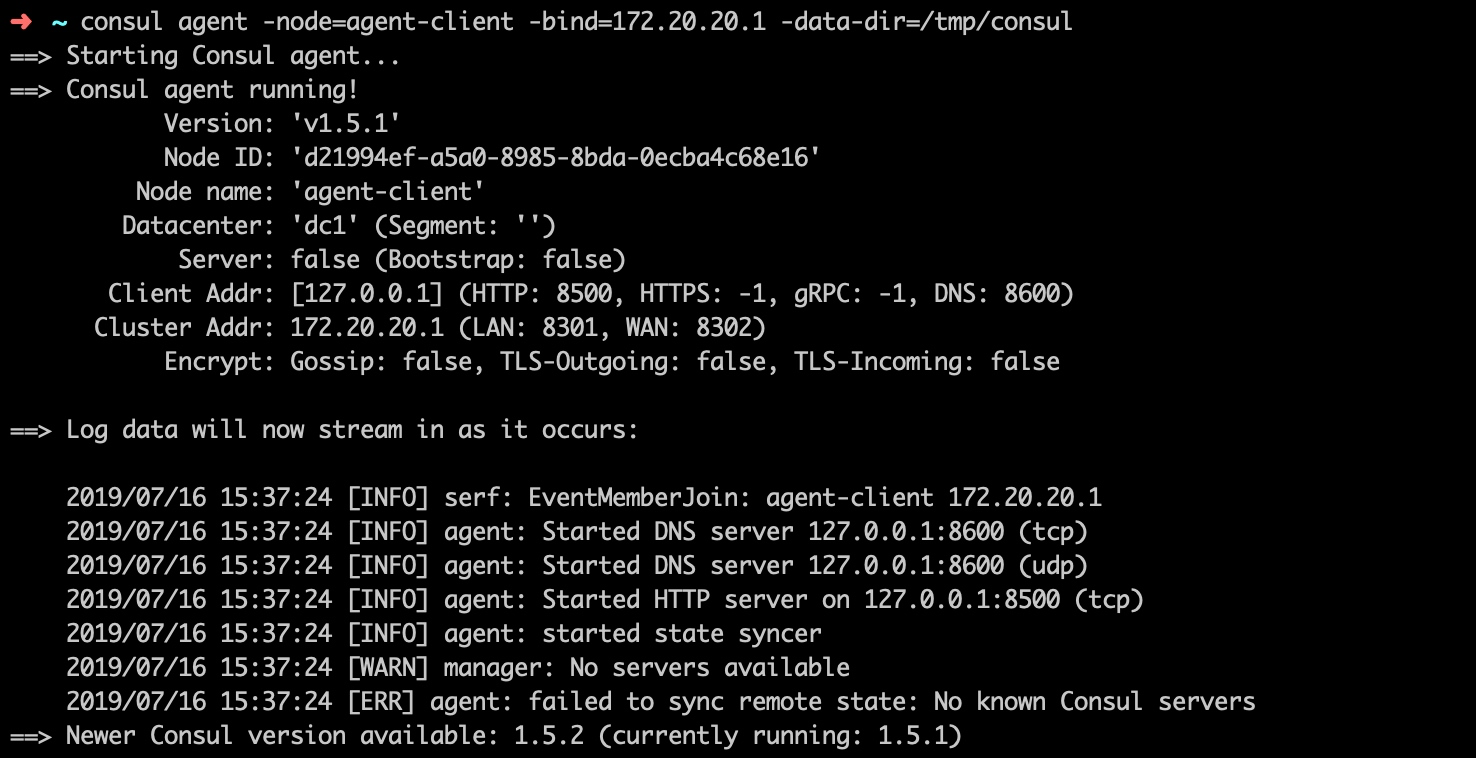 ➜ ~ consul agent -node=agent-client -bind=172.20.20.1 -data-dir=/tmp/consul
==> Starting Consul agent...
==> Consul agent running!
Version: 'v1.5.1'
Node ID: 'd21994ef-a5a0-8985-8bda-0ecba4c68e16'
Node name: 'agent-client'
Datacenter: 'dc1' (Segment: '')
Server: false (Bootstrap: false)
Client Addr: [127.0.0.1] (HTTP: 8500, HTTPS: -1, gRPC: -1, DNS: 8600)
Cluster Addr: 172.20.20.1 (LAN: 8301, WAN: 8302)
Encrypt: Gossip: false, TLS-Outgoing: false, TLS-Incoming: false
==> Log data will now stream in as it occurs:
2019/07/16 15:37:24 [INFO] serf: EventMemberJoin: agent-client 172.20.20.1
2019/07/16 15:37:24 [INFO] agent: Started DNS server 127.0.0.1:8600 (tcp)
2019/07/16 15:37:24 [INFO] agent: Started DNS server 127.0.0.1:8600 (udp)
2019/07/16 15:37:24 [INFO] agent: Started HTTP server on 127.0.0.1:8500 (tcp)
2019/07/16 15:37:24 [INFO] agent: started state syncer
2019/07/16 15:37:24 [WARN] manager: No servers available
2019/07/16 15:37:24 [ERR] agent: failed to sync remote state: No known Consul servers
==> Newer Consul version available: 1.5.2 (currently running: 1.5.1)